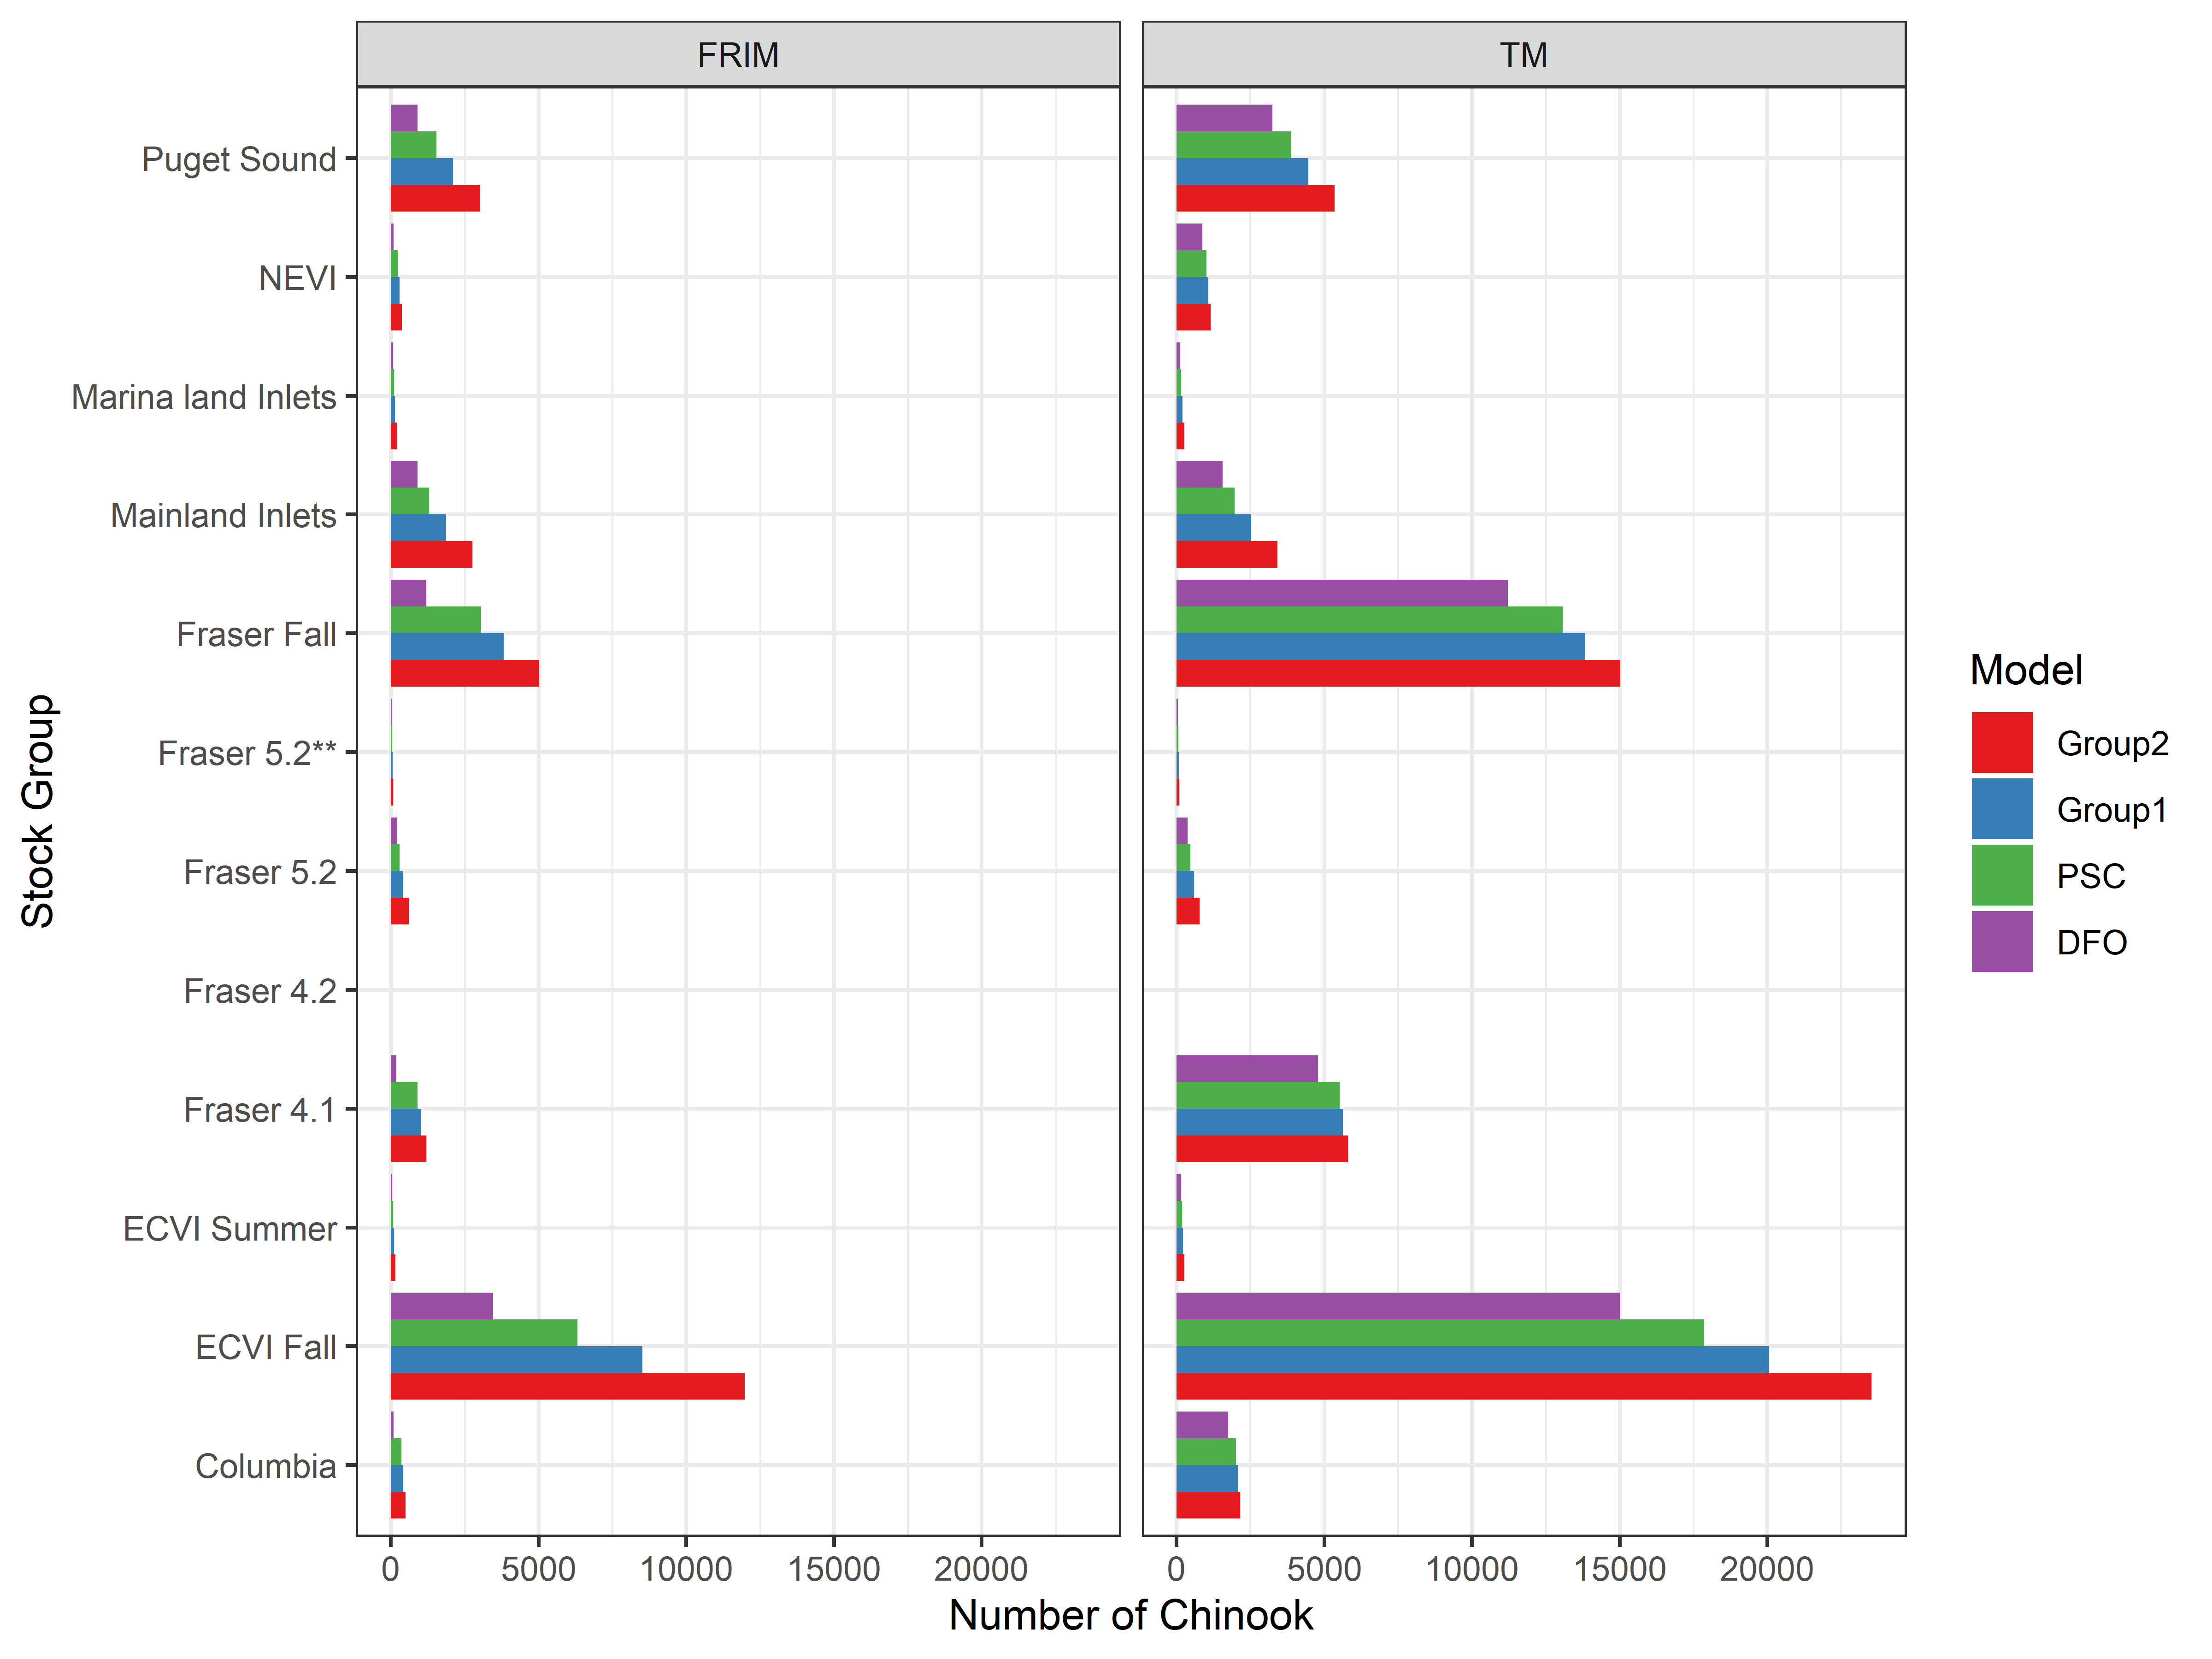 FRIM
TM
Puget Sound
NEVI
Marina land Inlets
Mainland Inlets
Fraser Fall
Fraser 5.2**
Fraser 5.2
Fraser 4.2
Fraser 4.1
ECVI Summer
ECVI Fall
Columbia
Stock Group
0 5000 10000 15000 20000
0 5000 10000 15000 20000
Number of Chinook
Model
Group2
Group1
PSC
DFO